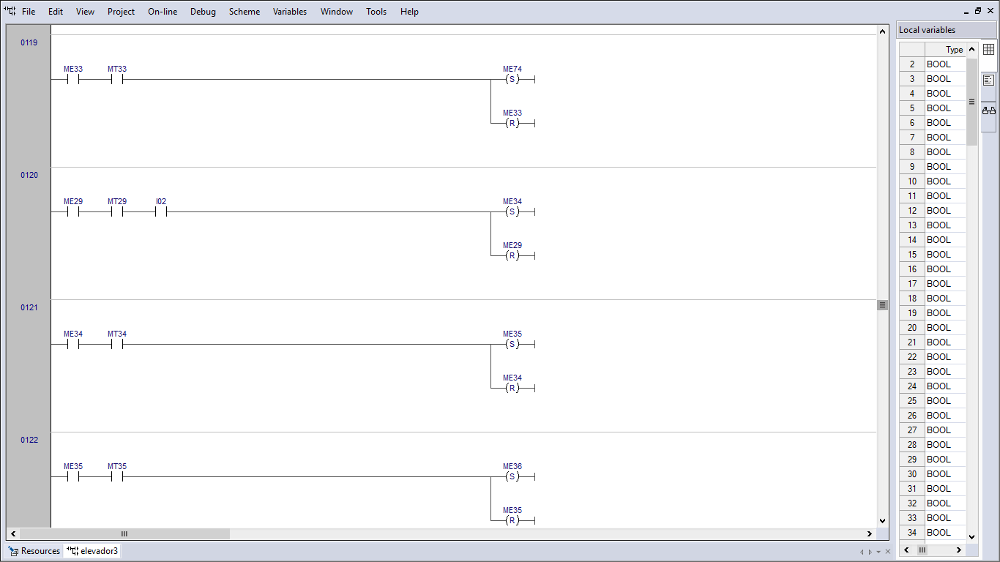 File Edit View Project On-line Debug Scheme Variables Window Tools Help
0119
ME33 MT33 ME74
S
ME33
R
0120
ME29 MT29 I02 ME34
S
ME29
R
0121
ME34 MT34 ME35
S
ME34
R
0122
ME35 MT35 ME36
S
ME35
R
Resources elevador3
Local variables
Type
2 BOOL
3 BOOL
4 BOOL
5 BOOL
6 BOOL
7 BOOL
8 BOOL
9 BOOL
10 BOOL
11 BOOL
12 BOOL
13 BOOL
14 BOOL
15 BOOL
16 BOOL
17 BOOL
18 BOOL
19 BOOL
20 BOOL
21 BOOL
22 BOOL
23 BOOL
24 BOOL
25 BOOL
26 BOOL
27 BOOL
28 BOOL
29 BOOL
30 BOOL
31 BOOL
32 BOOL
33 BOOL
34 BOOL